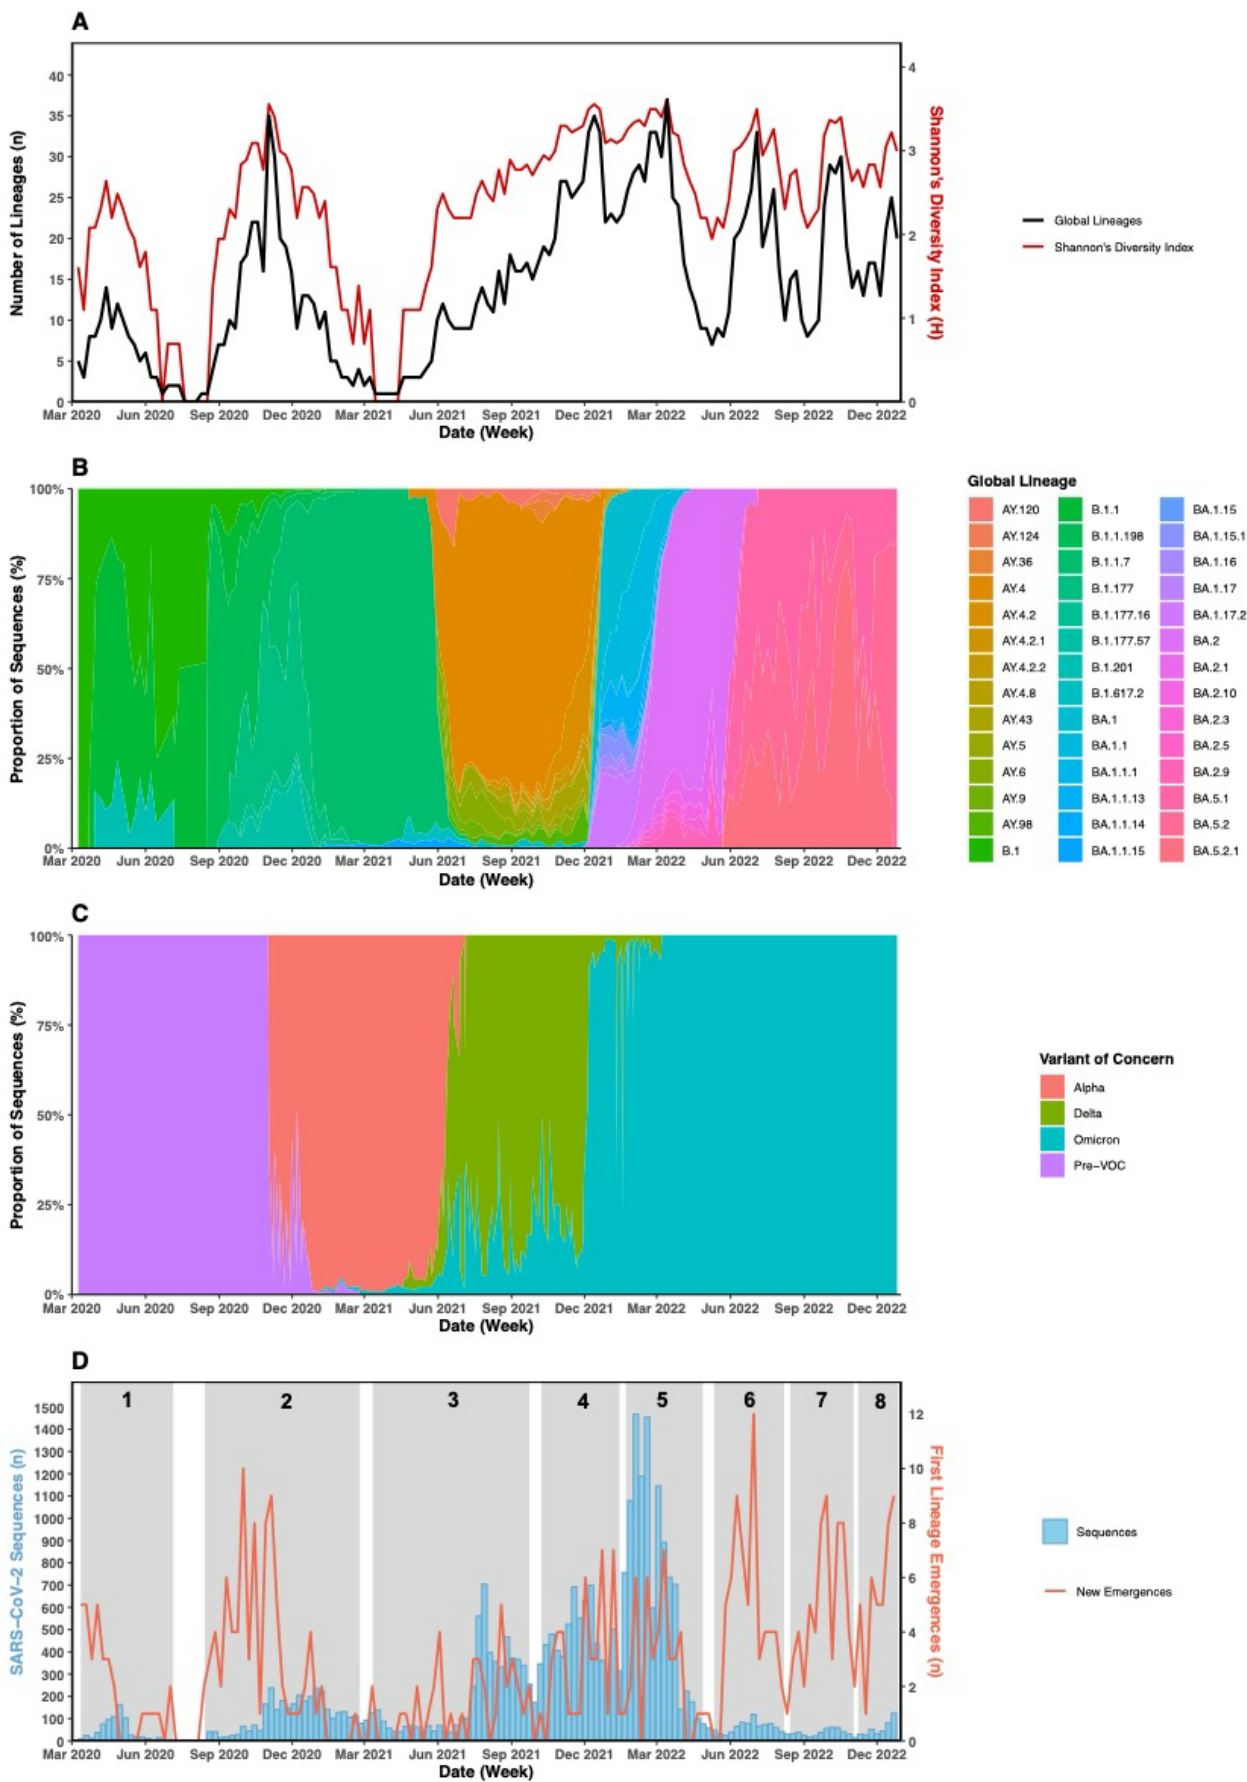 A
Number of Lineages (n)
40
35
30
25
20
15
10
5
0
4
3
2
1
0
Shannon's Diversity Index (H)
Mar 2020 Jun 2020 Sep 2020 Dec 2020 Mar 2021 Jun 2021 Sep 2021 Dec 2021 Mar 2022 Jun 2022 Sep 2022 Dec 2022
Date (Week)
Global Lineages
Shannon's Diversity Index
B
Proportion of Sequences (%)
100%
75%
50%
25%
0%
Mar 2020 Jun 2020 Sep 2020 Dec 2020 Mar 2021 Jun 2021 Sep 2021 Dec 2021 Mar 2022 Jun 2022 Sep 2022 Dec 2022
Date (Week)
Global Lineage
AY.120 B.1.1 BA.1.15
AY.124 B.1.1.198 BA.1.15.1
AY.36 B.1.1.7 BA.1.16
AY.4 B.1.177 BA.1.17
AY.4.2 B.1.177.16 BA.1.17.2
AY.4.2.1 B.1.177.57 BA.2
AY.4.2.2 B.1.201 BA.2.1
AY.4.8 B.1.617.2 BA.2.10
AY.43 BA.1 BA.2.3
AY.5 BA.1.1 BA.2.5
AY.6 BA.1.1.1 BA.2.9
AY.9 BA.1.1.13 BA.5.1
AY.98 BA.1.1.14 BA.5.2
B.1 BA.1.1.15 BA.5.2.1
C
Proportion of Sequences (%)
100%
75%
50%
25%
0%
Mar 2020 Jun 2020 Sep 2020 Dec 2020 Mar 2021 Jun 2021 Sep 2021 Dec 2021 Mar 2022 Jun 2022 Sep 2022 Dec 2022
Date (Week)
Variant of Concern
Alpha
Delta
Omicron
Pre-VOC
D
1 2 3 4 5 6 7 8
SARS-CoV-2 Sequences (n)
1500
1400
1300
1200
1100
1000
900
800
700
600
500
400
300
200
100
0
12
10
8
6
4
2
0
First Lineage Emergences (n)
Mar 2020 Jun 2020 Sep 2020 Dec 2020 Mar 2021 Jun 2021 Sep 2021 Dec 2021 Mar 2022 Jun 2022 Sep 2022 Dec 2022
Date (Week)
Sequences
New Emergences